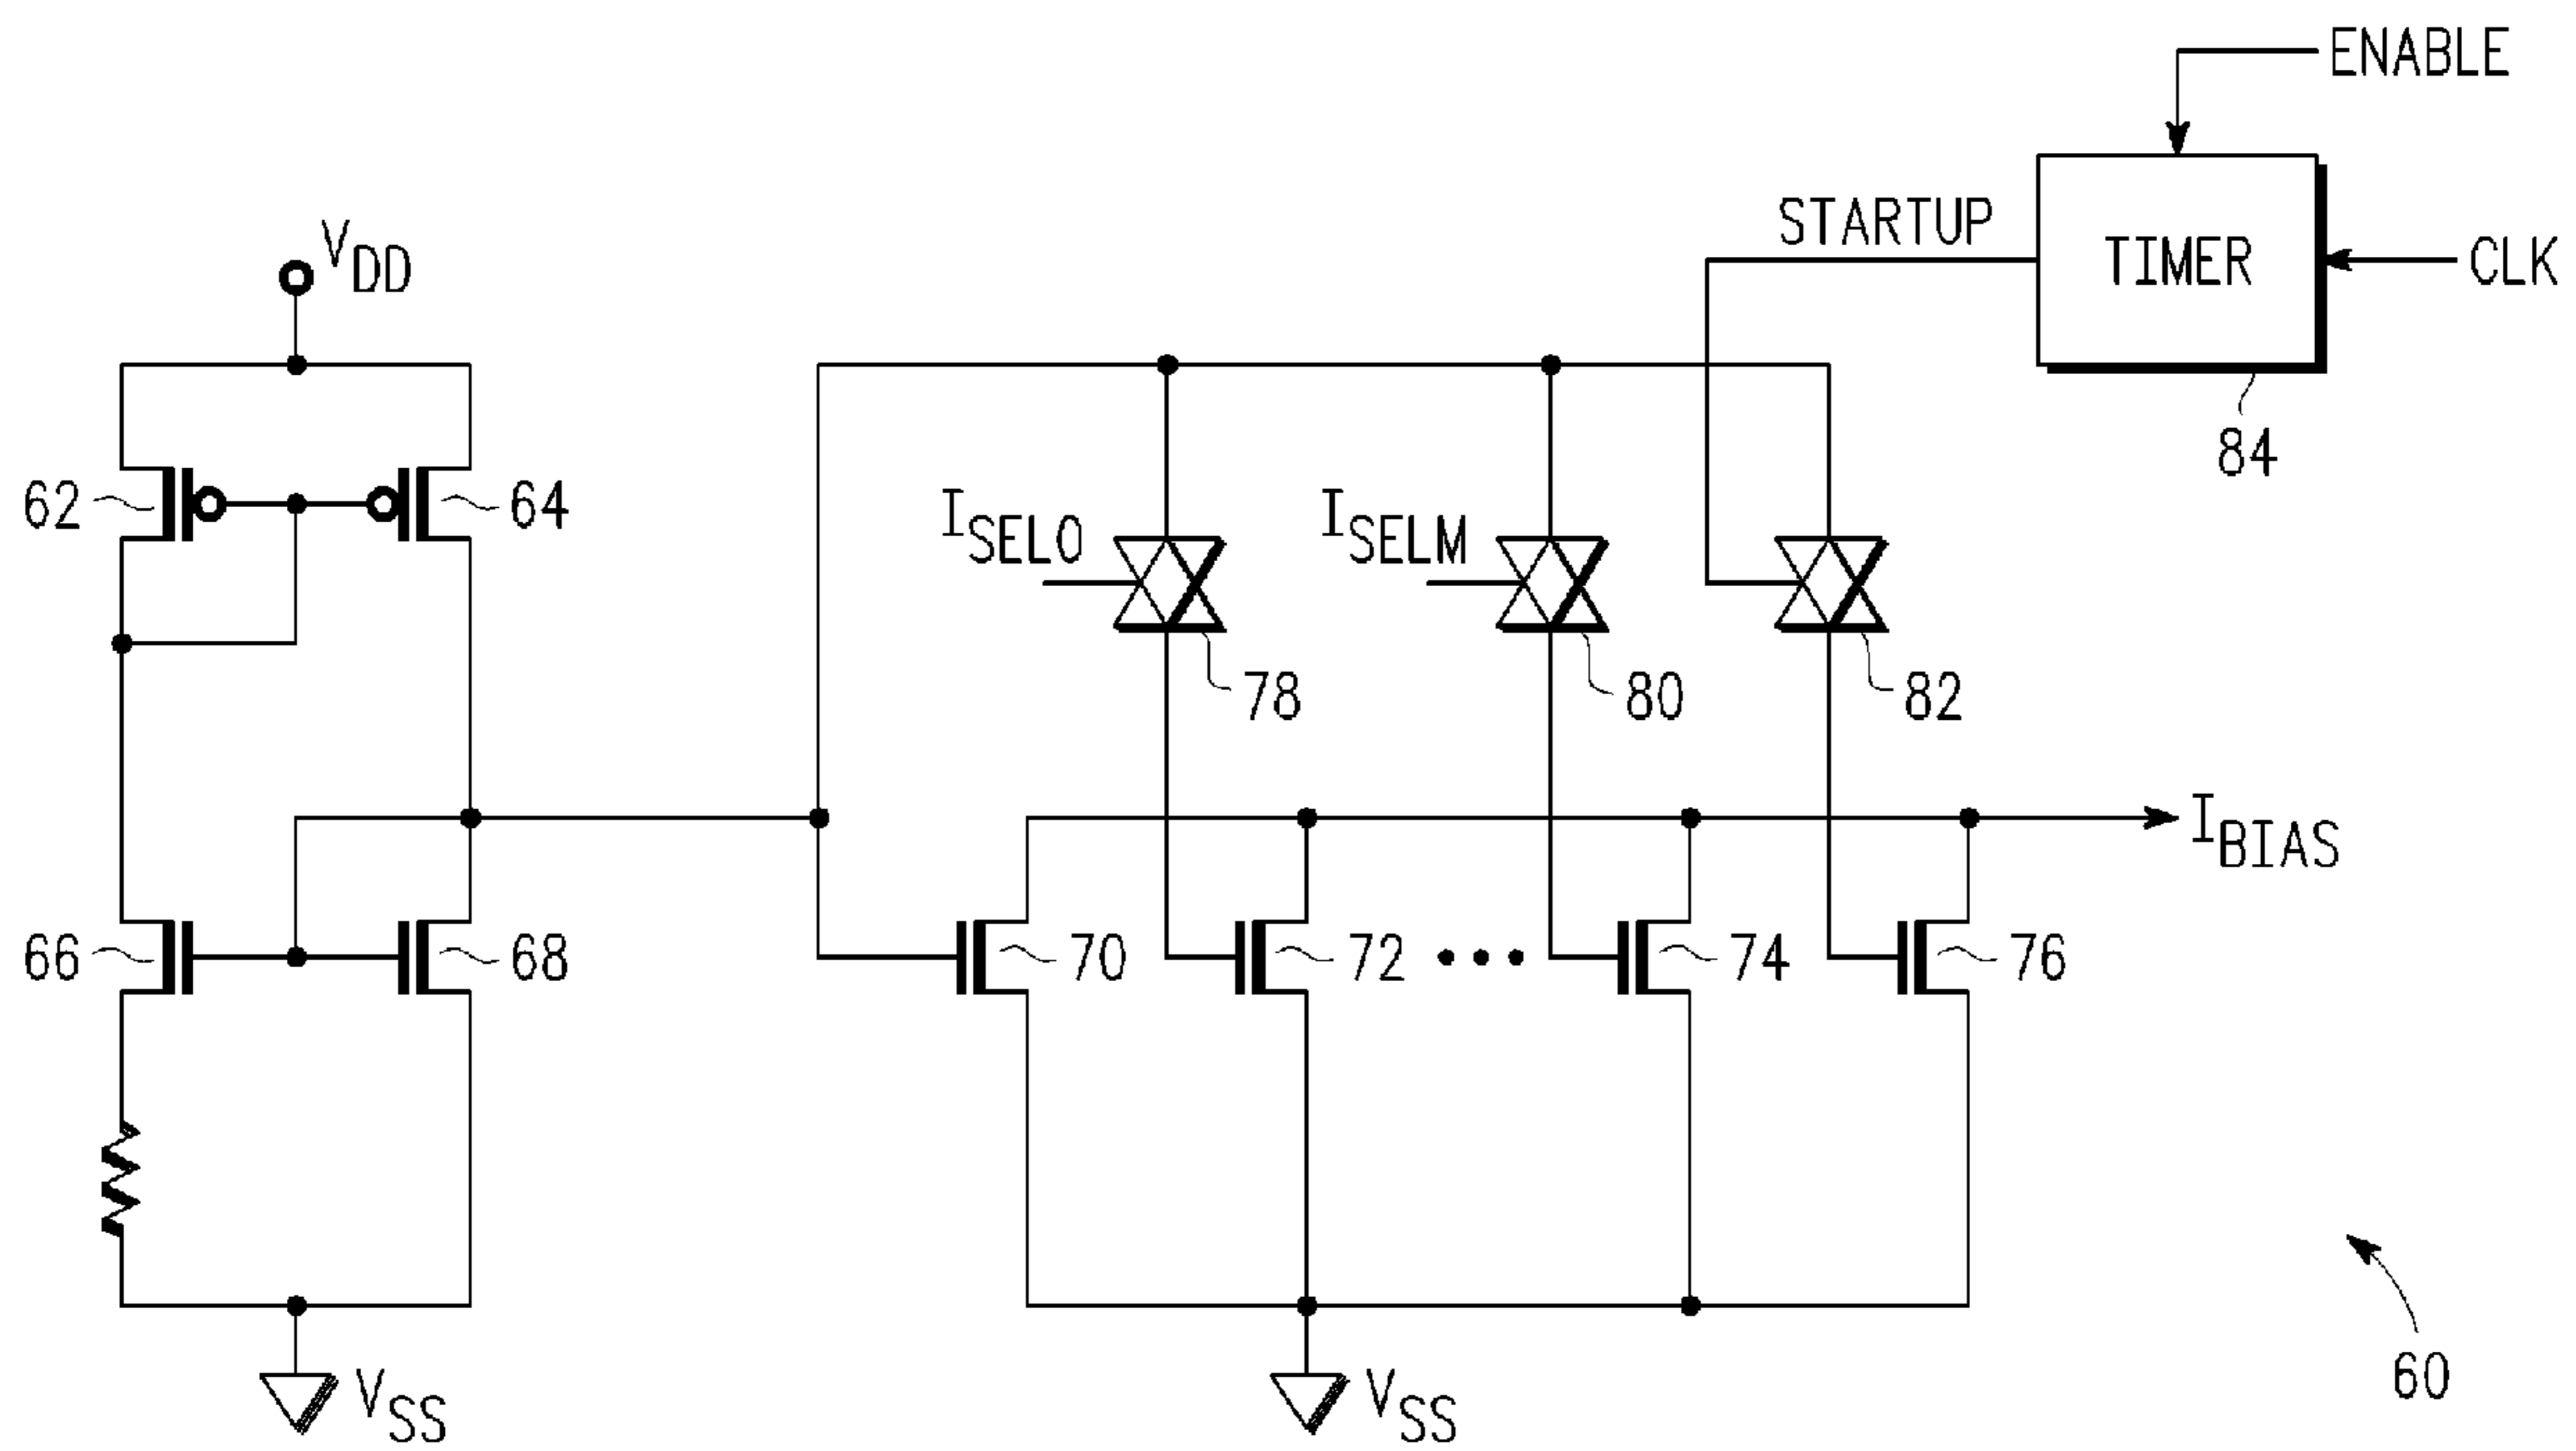 ENABLE
STARTUP
TIMER
CLK
VDD
84
62
64
ISEL0
ISELM
78
80
82
IBIAS
66
68
70
72
74
76
VSS
VSS
60